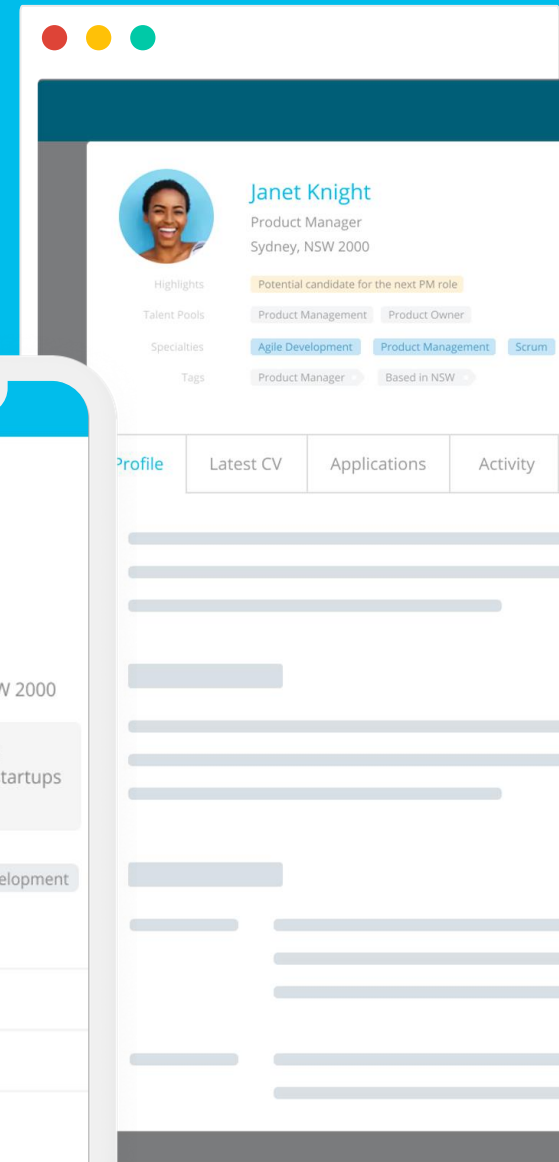 Janet Knight
Product Manager
Sydney, NSW 2000
Highlights Potential candidate for the next PM role
Talent Pools Product Management Product Owner
Specialties Agile Development Product Management Scrum
Tags Product Manager Based in NSW
Profile Latest CV Applications Activity
W 2000
tartups
elopment